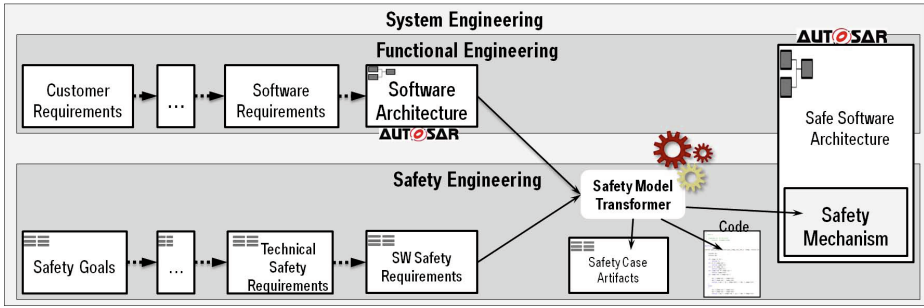 System Engineering
AUTOSAR
Functional Engineering
Customer
Requirements
...
Software
Requirements
Software
Architecture
AUTOSAR
Safe Software
Architecture
Safety Engineering
Safety Model
Transformer
Safety Goals
...
Technical
Safety
Requirements
SW Safety
Requirements
Safety Case
Artifacts
Code
Safety
Mechanism